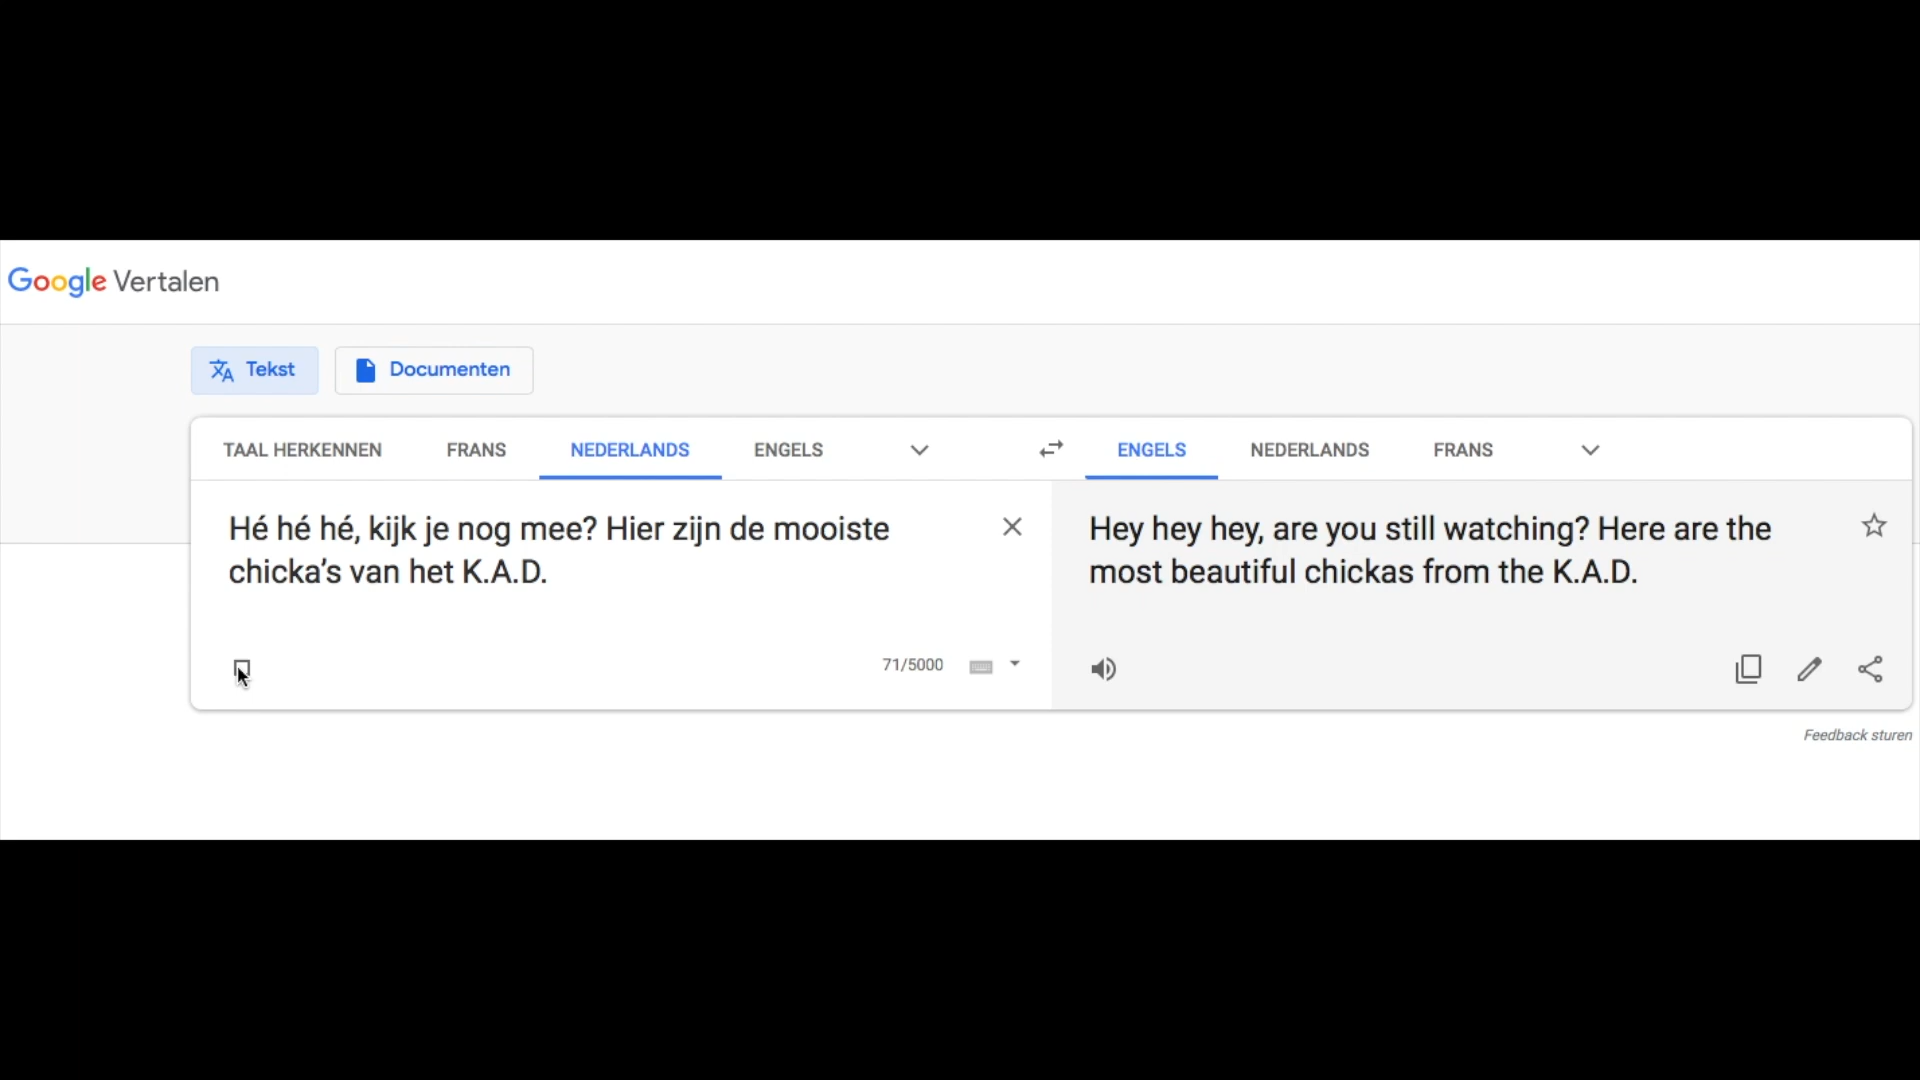 Google Vertalen
Tekst
Documenten
TAAL HERKENNEN FRANS NEDERLANDS ENGELS
ENGELS NEDERLANDS FRANS
Hé hé hé, kijk je nog mee? Hier zijn de mooiste
chicka’s van het K.A.D.
71/5000
Hey hey hey, are you still watching? Here are the
most beautiful chickas from the K.A.D.
Feedback sturen